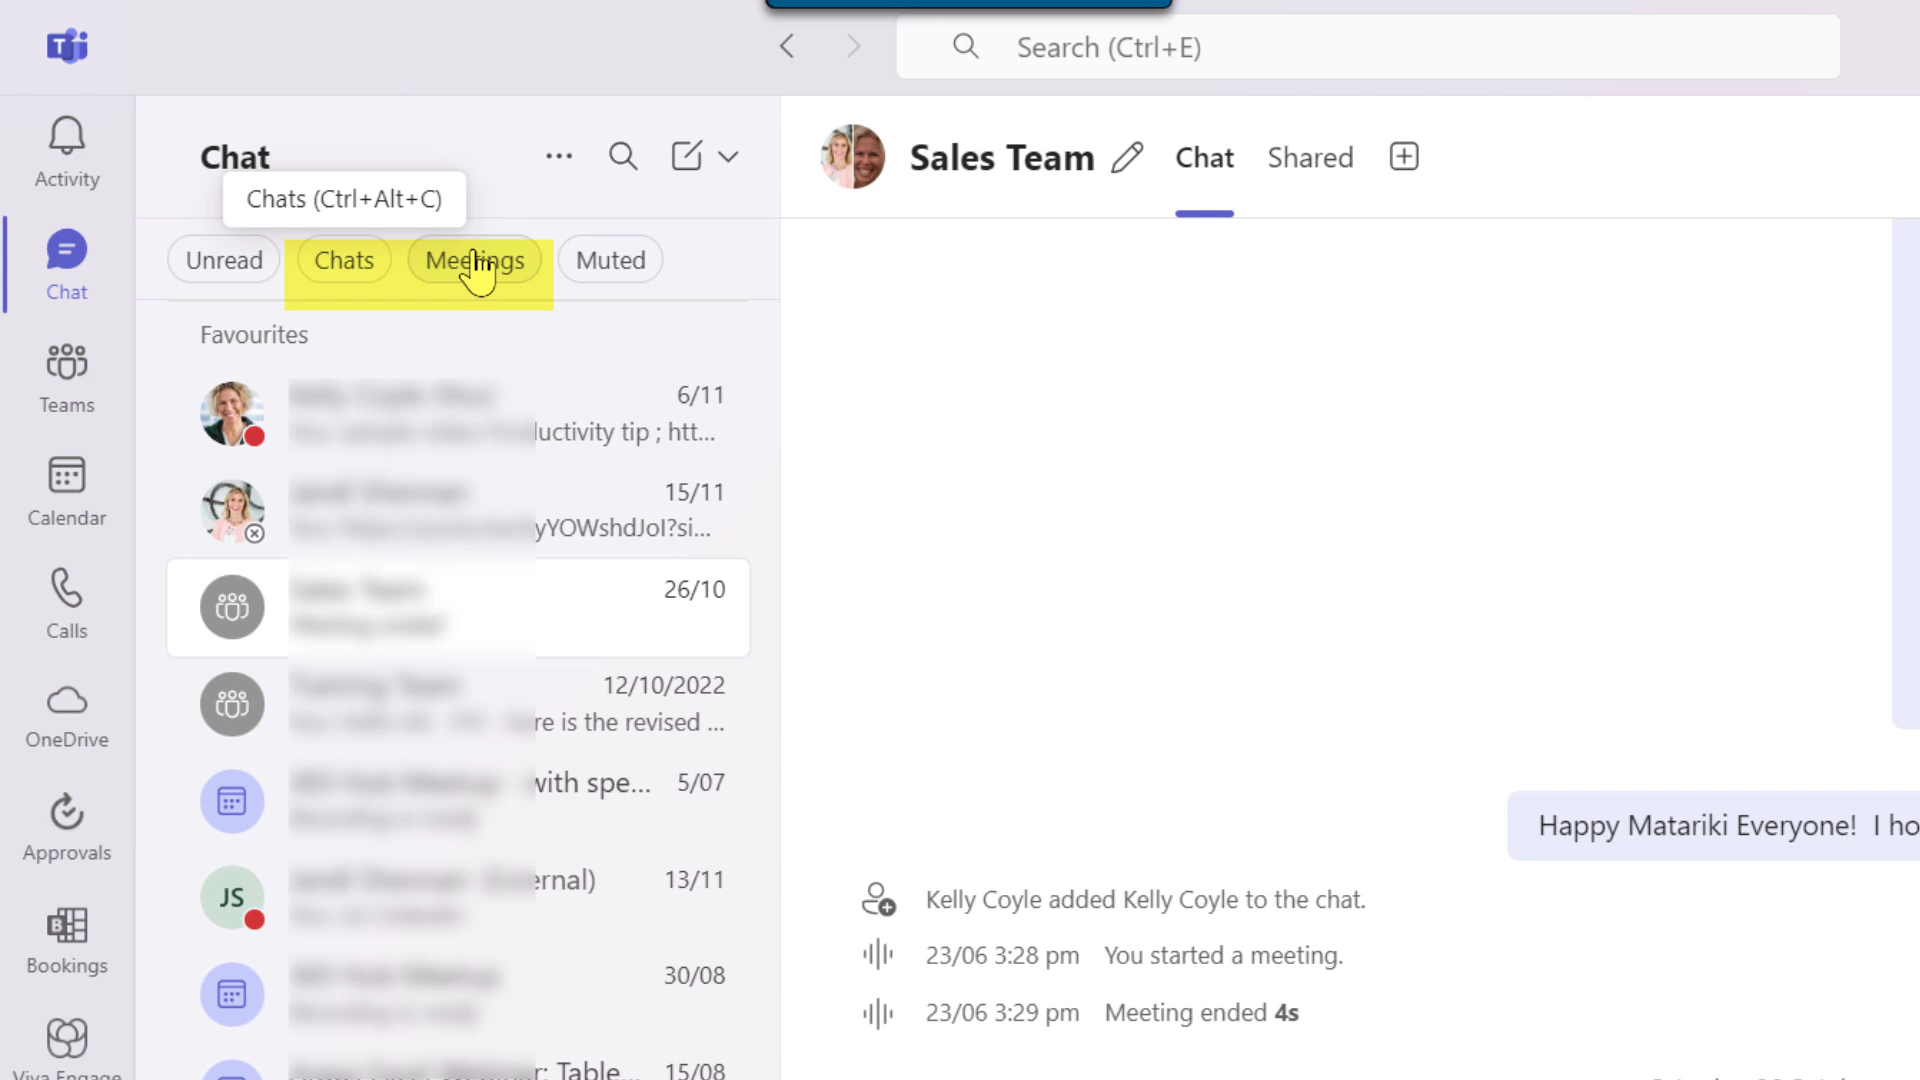 Search (Ctrl+E)
Activity
Chat
Teams
Calendar
Calls
OneDrive
Approvals
Bookings
Viva Engage
Chat
Chats (Ctrl+Alt+C)
Unread
Chats
Meetings
Muted
Favourites
6/11
luctivity tip ; htt...
15/11
yYOWshdJoI?si...
26/10
12/10/2022
re is the revised ...
with spe... 5/07
ernal) 13/11
30/08
r: Table... 15/08
Sales Team
Chat
Shared
Happy Matariki Everyone! I ho
Kelly Coyle added Kelly Coyle to the chat.
23/06 3:28 pm You started a meeting.
23/06 3:29 pm Meeting ended 4s
JS